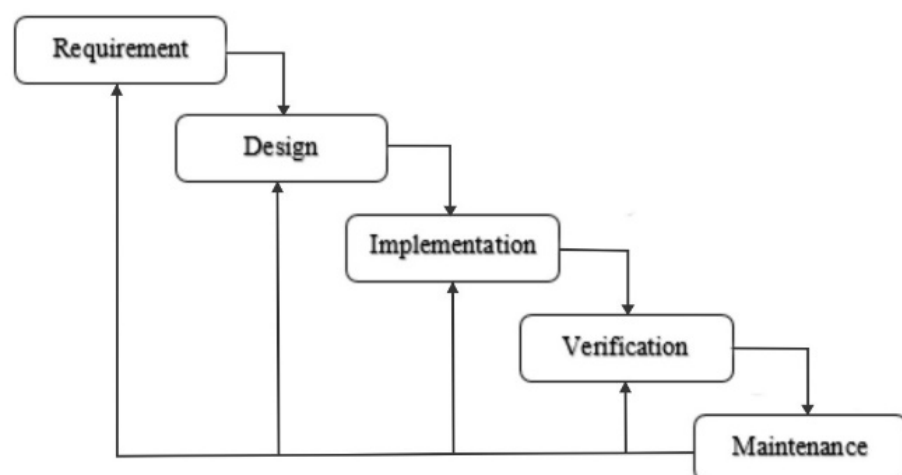 Requirement
Design
Implementation
Verification
Maintenance